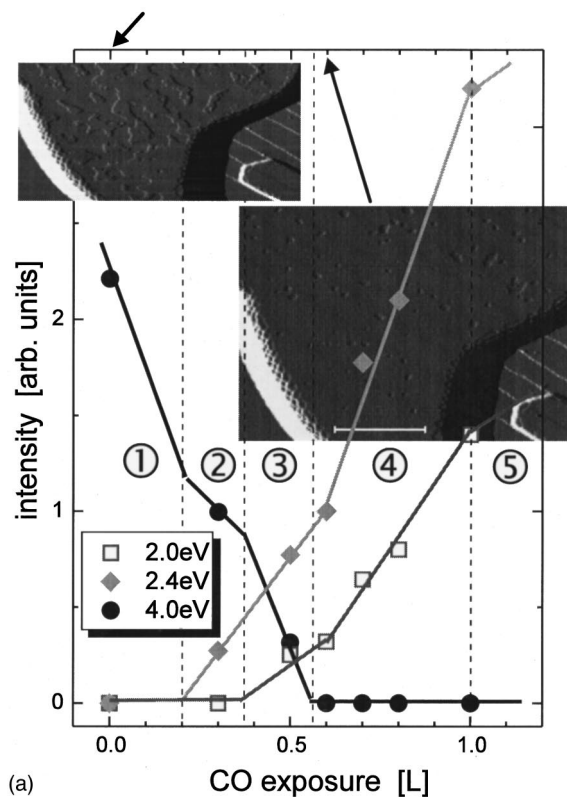 2
1
0
intensity [arb. units]
① ② ③ ④ ⑤
2.0eV
2.4eV
4.0eV
0.0 0.5 1.0
(a) CO exposure [L]